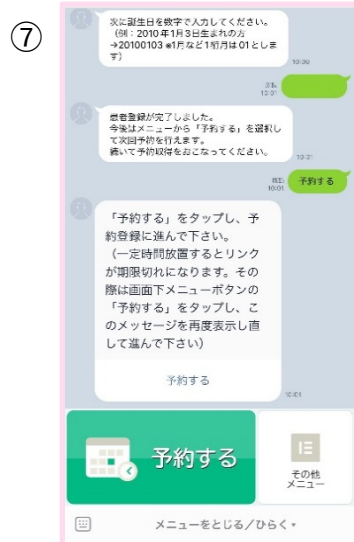 ⑦
次に誕生日を数字で入力してください。
(例：2010年1月3日生まれの方
→20100103 *1月など1桁月は01としま
す)
既読
患者登録が完了しました。
今後はメニューから「予約する」を選択し
て次回予約を行えます。
続いて予約取得をおこなってください。
既読
予約する
「予約する」をタップし、予
約登録に進んで下さい。
(一定時間放置するとリンク
が期限切れになります。その
際は画面下メニューボタンの
「予約する」をタップし、こ
のメッセージを再度表示し直
して進んで下さい)
予約する
予約する
その他
メニュー
メニューをとじる／ひらく▾